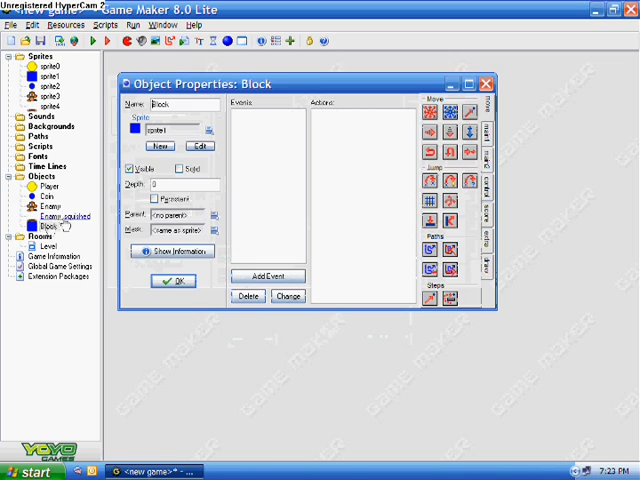 Unregistered HyperCam 2
<new game>* - Game Maker 8.0 Lite
File Edit Resources Scripts Run Window Help
Sprites
sprite0
sprite1
sprite2
sprite3
sprite4
Sounds
Backgrounds
Paths
Scripts
Fonts
Time Lines
Objects
Player
Coin
Enemy
Enemy_squished
Block
Rooms
Level
Game Information
Global Game Settings
Extension Packages
Object Properties: Block
Name: Block
Sprite
sprite1
New Edit
Visible Solid
Depth: 0
Persistent
Parent: <no parent>
Mask: <same as sprite>
Show Information
OK
Events:
Add Event
Delete Change
Actions:
Move
Jump
Paths
Steps
move
main1
main2
control
score
extra
draw
GAME MAKER
YOYO
GAMES
start
<new game>* - ...
7:23 PM